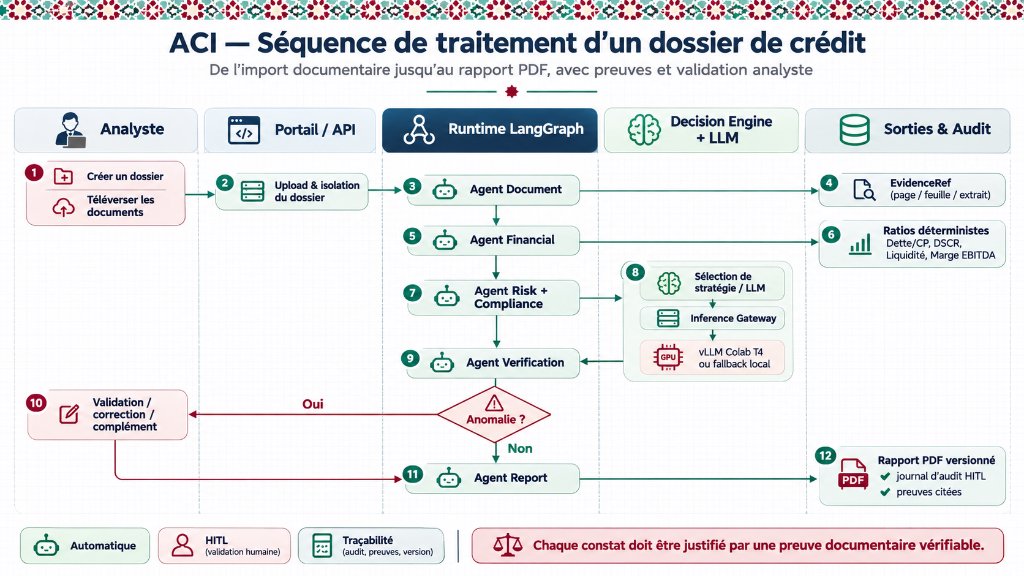 ACI — Séquence de traitement d’un dossier de crédit
De l’import documentaire jusqu’au rapport PDF, avec preuves et validation analyste
Analyste
Portail / API
Runtime LangGraph
Decision Engine
+ LLM
Sorties & Audit
1
Créer un dossier
Téléverser les
documents
2
Upload & isolation
du dossier
3
Agent Document
4
EvidenceRef
(page / feuille / extrait)
5
Agent Financial
6
Ratios déterministes
Dette/CP, DSCR,
Liquidité, Marge EBITDA
7
Agent Risk +
Compliance
8
Sélection de
stratégie / LLM
Inference Gateway
GPU
vLLM Colab T4
ou fallback local
9
Agent Verification
Anomalie ?
Oui
Non
10
Validation /
correction /
complément
11
Agent Report
12
PDF
Rapport PDF versionné
journal d’audit HITL
preuves citées
Automatique
HITL
(validation humaine)
Traçabilité
(audit, preuves, version)
Chaque constat doit être justifié par une preuve documentaire vérifiable.